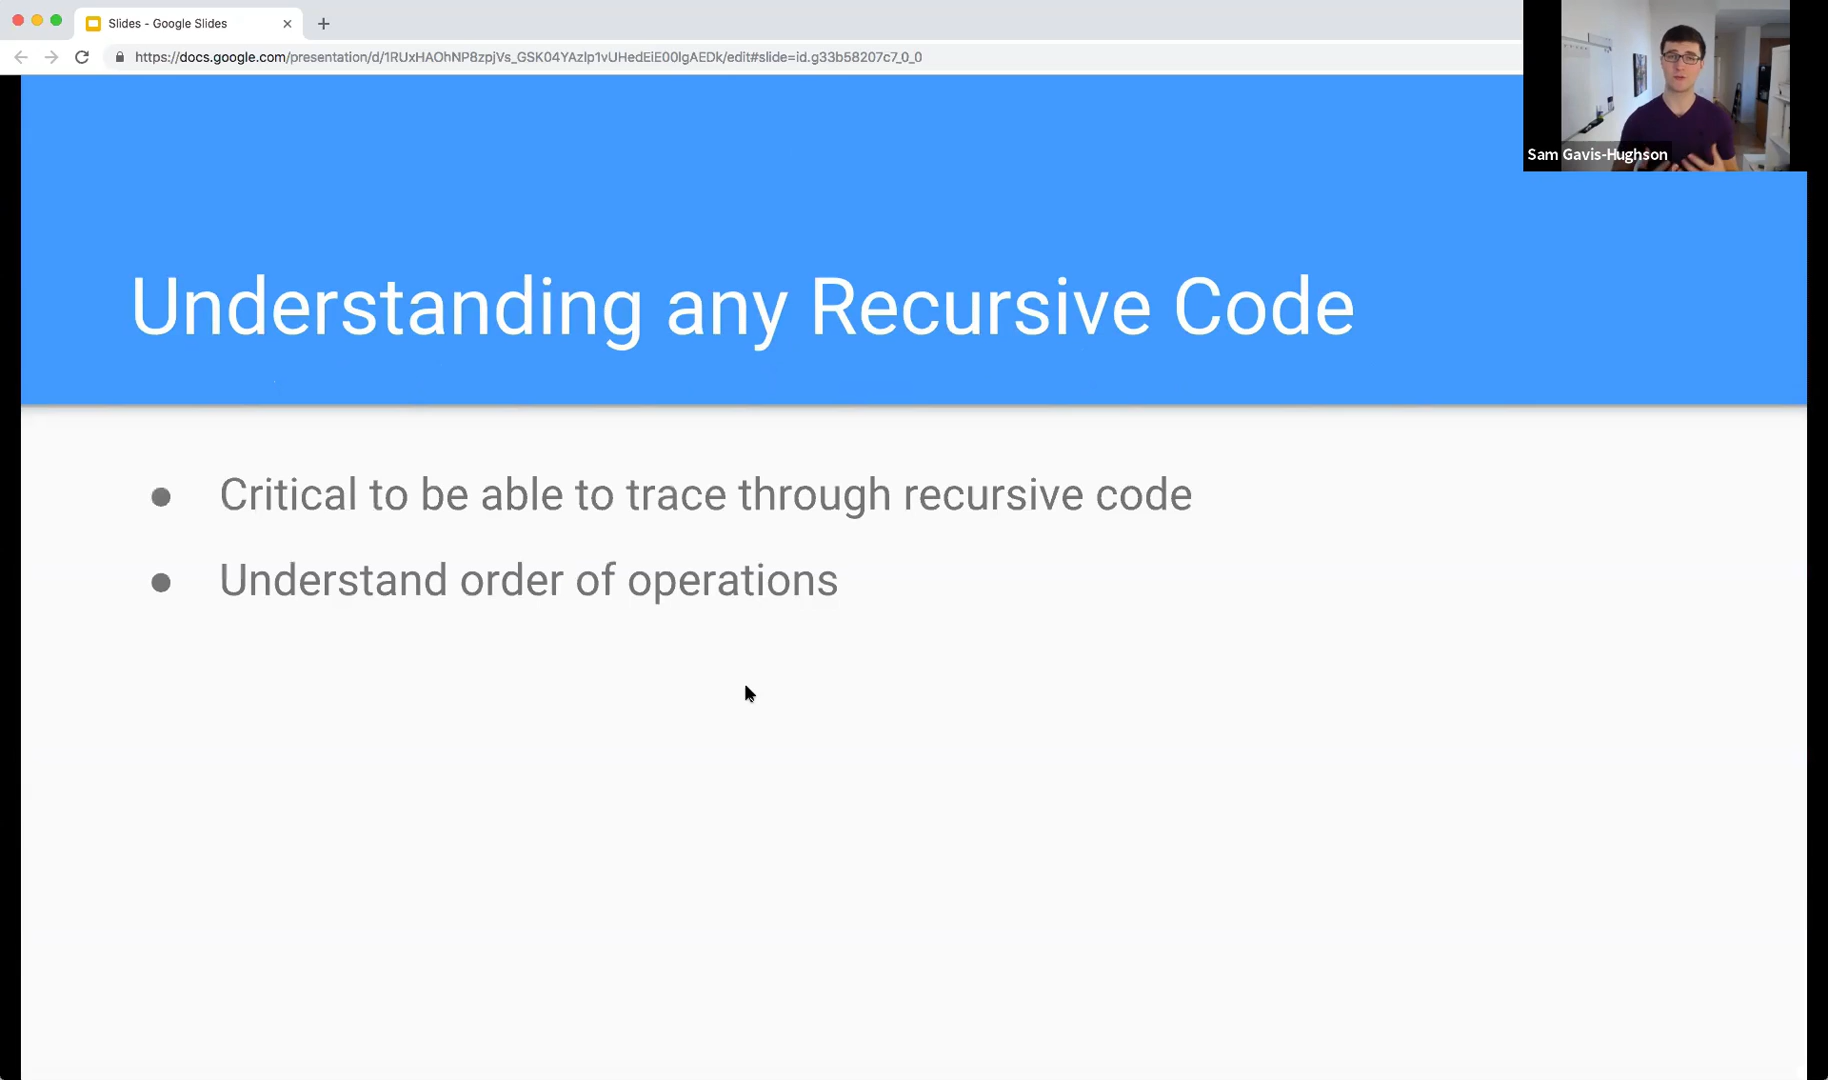 Slides - Google Slides
https://docs.google.com/presentation/d/1RUxHAOhNP8zpjVs_GSK04YAzlp1vUHedEiE00lgAEDk/edit#slide=id.g33b58207c7_0_0
Sam Gavis-Hughson
Understanding any Recursive Code
Critical to be able to trace through recursive code
Understand order of operations